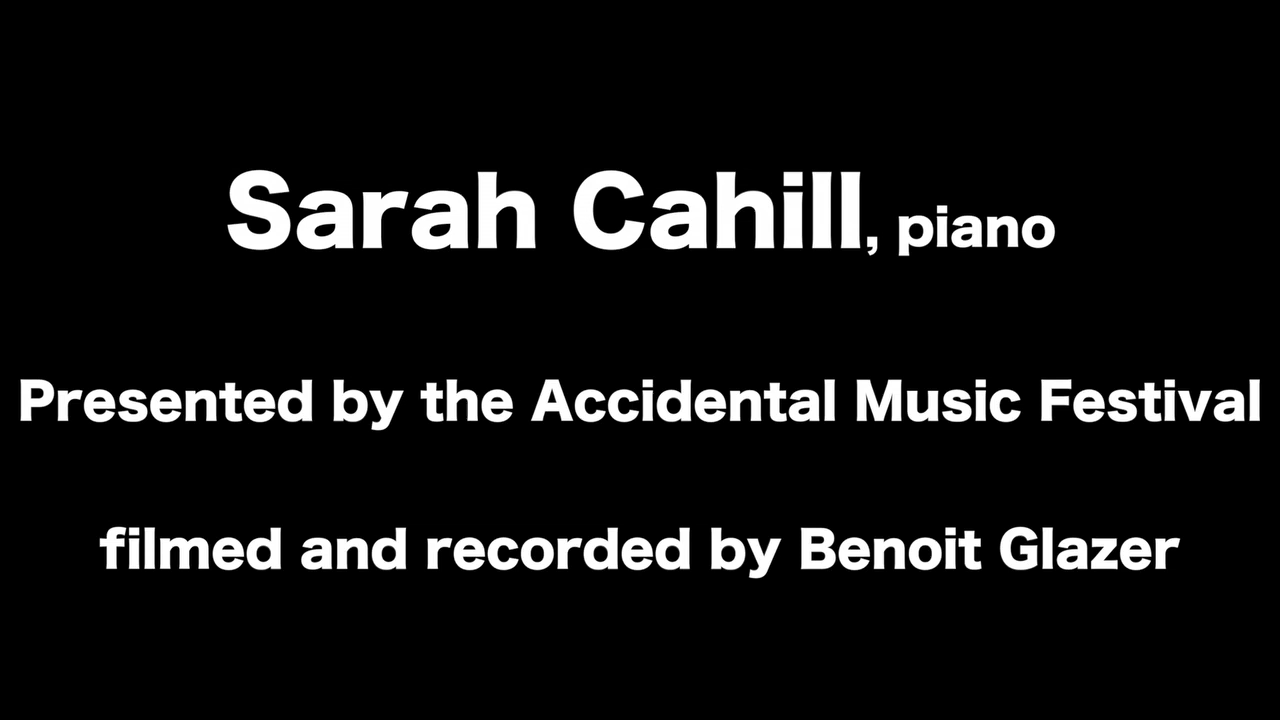 Sarah Cahill, piano
Presented by the Accidental Music Festival
filmed and recorded by Benoit Glazer